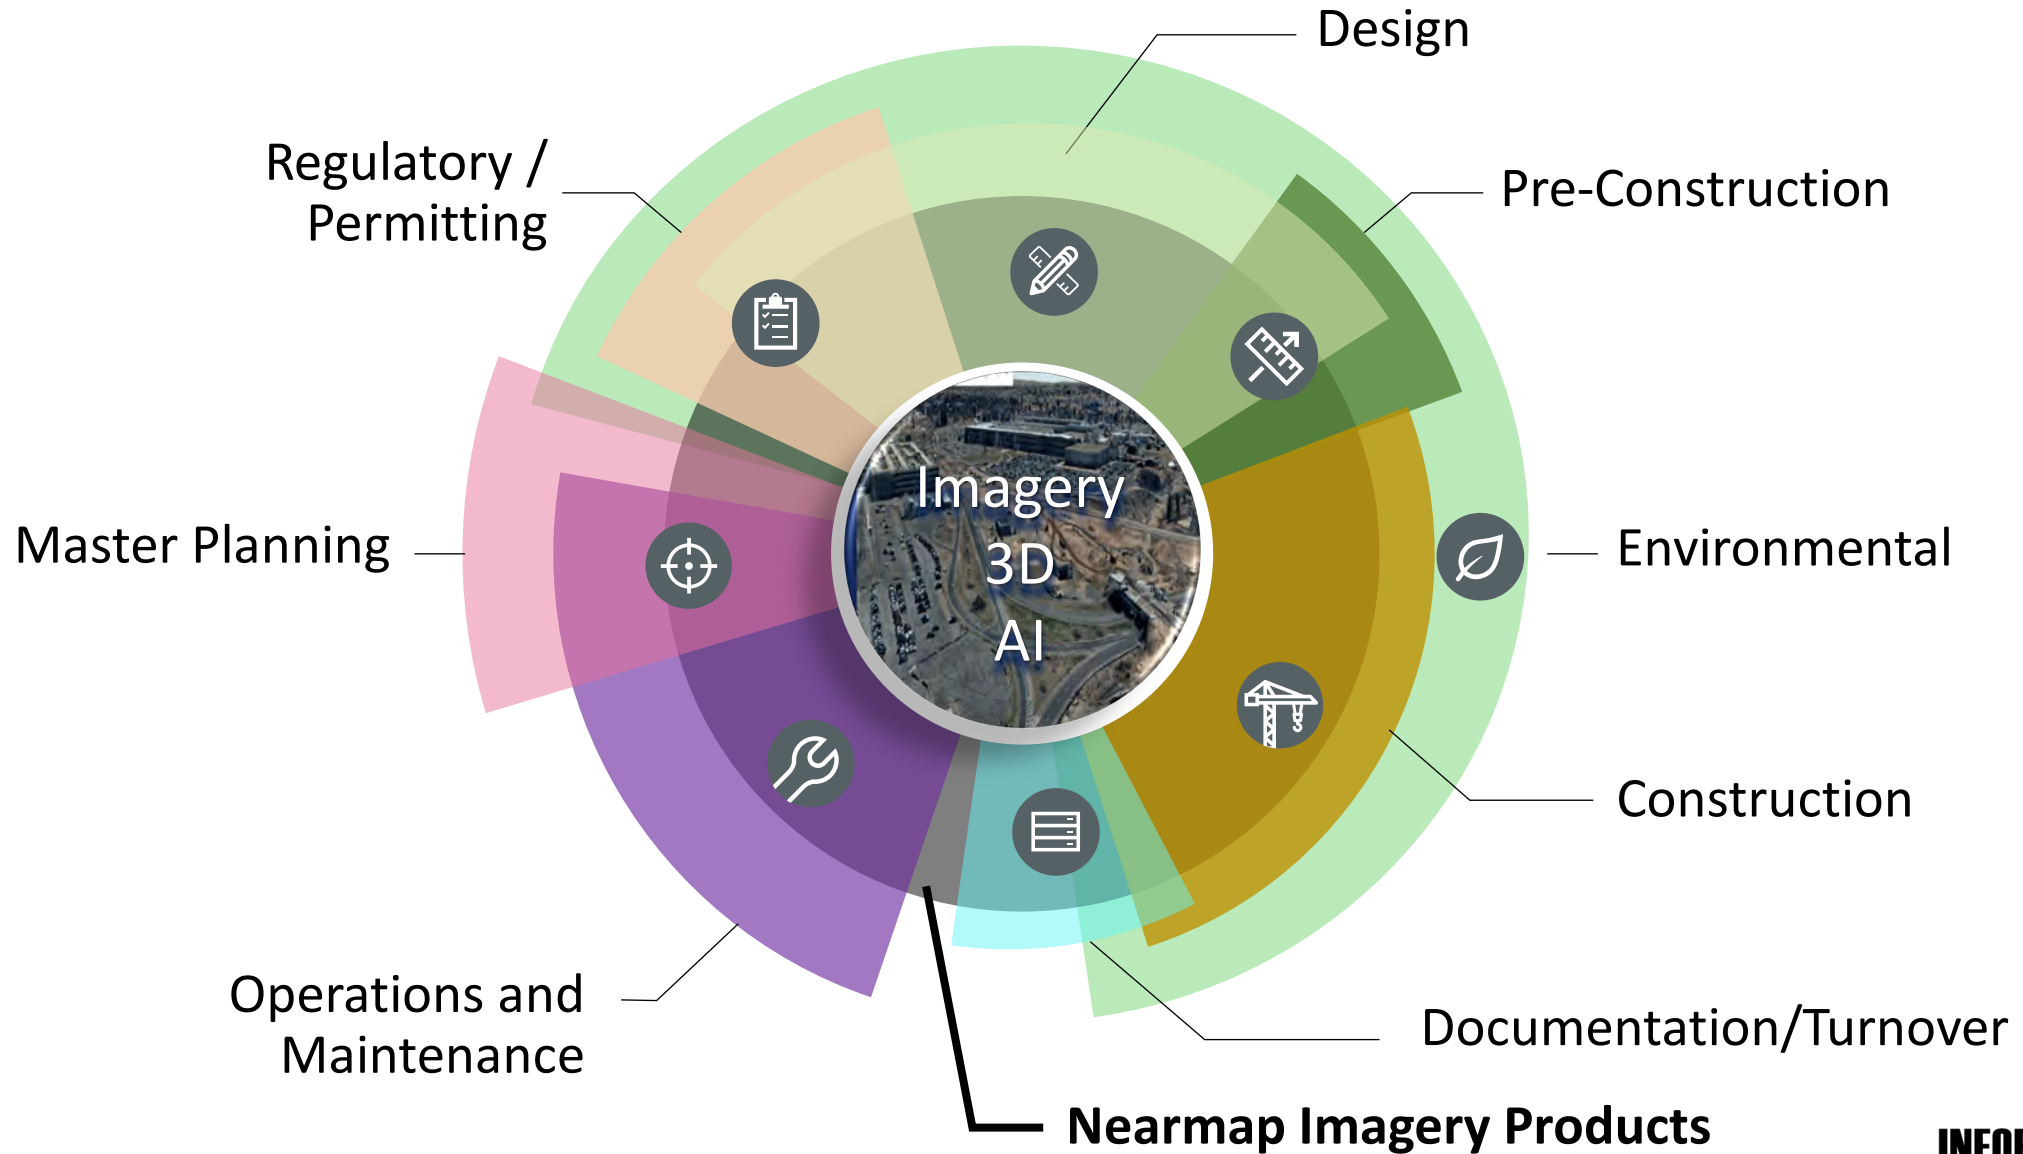 Design
Regulatory /
Permitting
Pre-Construction
Imagery
3D
AI
Master Planning
Environmental
Construction
Operations and
Maintenance
Documentation/Turnover
Nearmap Imagery Products